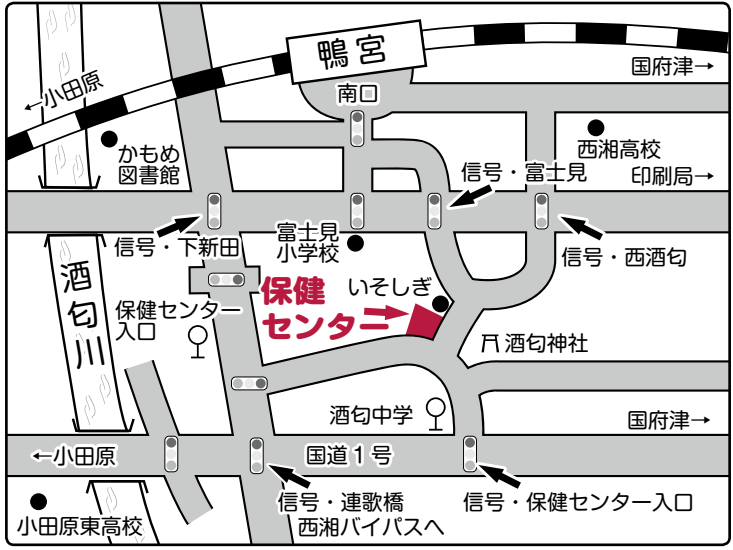 鴨宮
国府津→
←小田原
南口
かもめ
図書館
西湘高校
信号・富士見
印刷局→
信号・下新田
富士見
小学校
信号・西酒匂
酒匂川
保健センター
入口
保健
センター
いそしぎ
酒匂神社
酒匂中学
国府津→
←小田原
国道1号
信号・連歌橋
西湘バイパスへ
信号・保健センター入口
小田原東高校